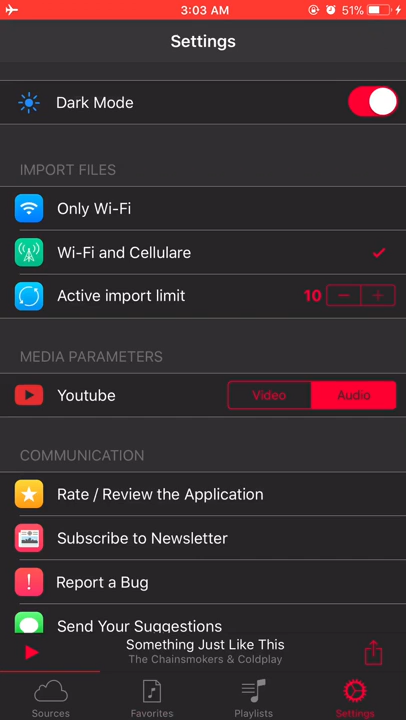 3:03 AM 51%
Settings
Dark Mode
IMPORT FILES
Only Wi-Fi
Wi-Fi and Cellulare
Active import limit 10
MEDIA PARAMETERS
Youtube Video Audio
COMMUNICATION
Rate / Review the Application
Subscribe to Newsletter
Report a Bug
Send Your Suggestions
Something Just Like This
The Chainsmokers & Coldplay
Sources Favorites Playlists Settings